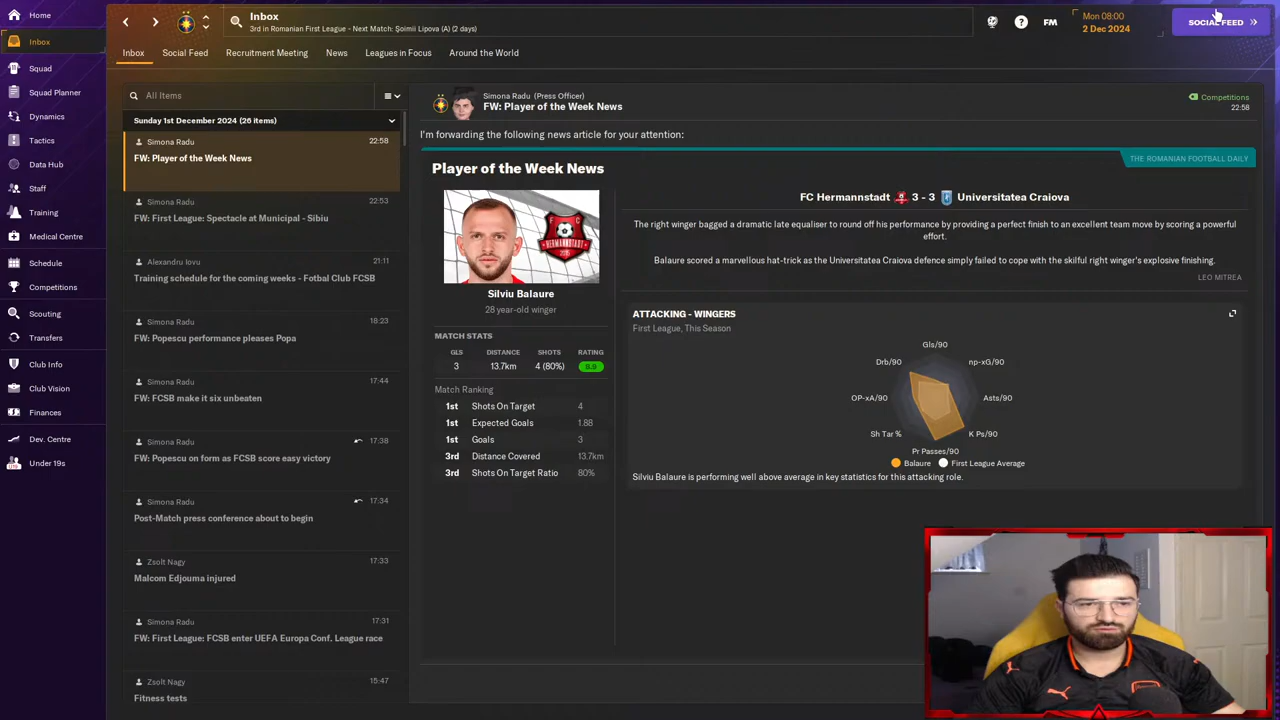 Home
Inbox
Squad
Squad Planner
Dynamics
Tactics
Data Hub
Staff
Training
Medical Centre
Schedule
Competitions
Scouting
Transfers
Club Info
Club Vision
Finances
Dev. Centre
Under 19s
Inbox
3rd in Romanian First League - Next Match: Şoimii Lipova (A) (2 days)
FM
Mon 08:00
2 Dec 2024
SOCIAL FEED
Inbox Social Feed Recruitment Meeting News Leagues in Focus Around the World
All Items
Sunday 1st December 2024 (26 items)
Simona Radu 22:58
FW: Player of the Week News
Simona Radu 22:53
FW: First League: Spectacle at Municipal - Sibiu
Alexandru Iovu 21:11
Training schedule for the coming weeks - Fotbal Club FCSB
Simona Radu 18:23
FW: Popescu performance pleases Popa
Simona Radu 17:44
FW: FCSB make it six unbeaten
Simona Radu 17:38
FW: Popescu on form as FCSB score easy victory
Simona Radu 17:34
Post-Match press conference about to begin
Zsolt Nagy 17:33
Malcom Edjouma injured
Simona Radu 17:31
FW: First League: FCSB enter UEFA Europa Conf. League race
Zsolt Nagy 15:47
Fitness tests
Simona Radu (Press Officer)
FW: Player of the Week News
Competitions
22:58
I'm forwarding the following news article for your attention:
THE ROMANIAN FOOTBALL DAILY
Player of the Week News
HERMANNSTADT
Silviu Balaure
28 year-old winger
MATCH STATS
GLS DISTANCE SHOTS RATING
3 13.7km 4 (80%) 9.9
Match Ranking
1st Shots On Target 4
1st Expected Goals 1.88
1st Goals 3
3rd Distance Covered 13.7km
3rd Shots On Target Ratio 80%
FC Hermannstadt 3 - 3 Universitatea Craiova
The right winger bagged a dramatic late equaliser to round off his performance by providing a perfect finish to an excellent team move by scoring a powerful
effort.
Balaure scored a marvellous hat-trick as the Universitatea Craiova defence simply failed to cope with the skilful right winger's explosive finishing.
LEO MITREA
ATTACKING - WINGERS
First League, This Season
Gls/90
Drb/90 np-xG/90
OP-xA/90 Asts/90
Sh Tar % K Ps/90
Pr Passes/90
Balaure First League Average
Silviu Balaure is performing well above average in key statistics for this attacking role.